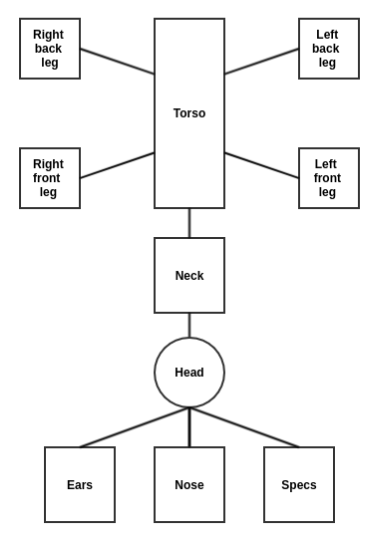 Right
back
leg
Left
back
leg
Torso
Right
front
leg
Left
front
leg
Neck
Head
Ears
Nose
Specs